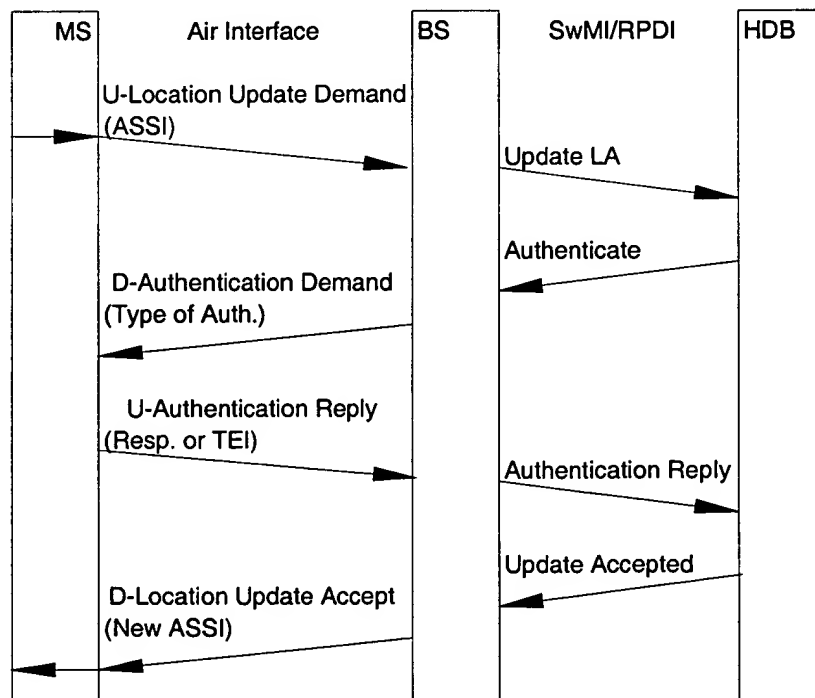 MS
Air Interface
BS
SwMI/RPDI
HDB
U-Location Update Demand
(ASSI)
Update LA
Authenticate
D-Authentication Demand
(Type of Auth.)
U-Authentication Reply
(Resp. or TEI)
Authentication Reply
Update Accepted
D-Location Update Accept
(New ASSI)